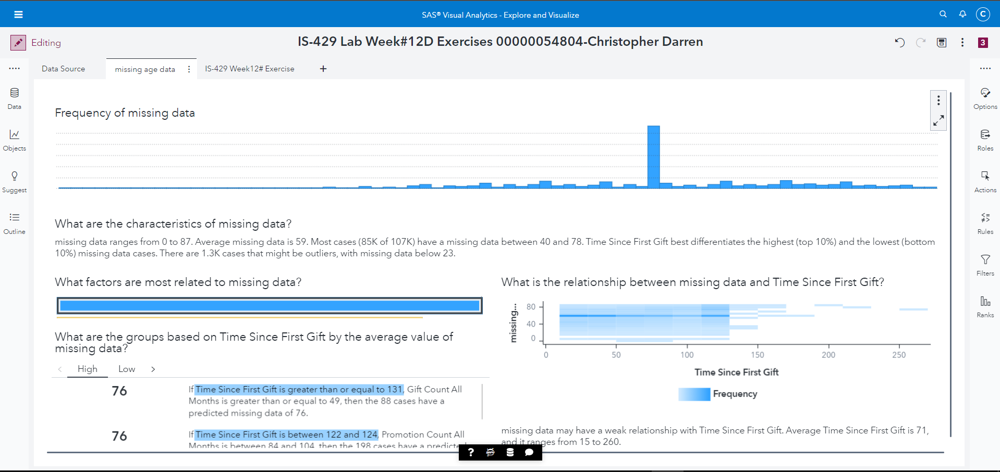 SAS® Visual Analytics - Explore and Visualize
C
Editing
IS-429 Lab Week#12D Exercises 00000054804-Christopher Darren
3
Data Source
missing age data
IS-429 Week12# Exercise
+
Data
Objects
Suggest
Outline
Options
Roles
Actions
Rules
Filters
Ranks
Frequency of missing data
What are the characteristics of missing data?
missing data ranges from 0 to 87. Average missing data is 59. Most cases (85K of 107K) have a missing data between 40 and 78. Time Since First Gift best differentiates the highest (top 10%) and the lowest (bottom
10%) missing data cases. There are 1.3K cases that might be outliers, with missing data below 23.
What factors are most related to missing data?
What are the groups based on Time Since First Gift by the average value of
missing data?
High
Low
76
If Time Since First Gift is greater than or equal to 131, Gift Count All
Months is greater than or equal to 49, then the 88 cases have a
predicted missing data of 76.
76
If Time Since First Gift is between 122 and 124, Promotion Count All
Months is between 84 and 104, then the 198 cases have a predicte
What is the relationship between missing data and Time Since First Gift?
missing...
80
40
0
0
50
100
150
200
250
Time Since First Gift
Frequency
missing data may have a weak relationship with Time Since First Gift. Average Time Since First Gift is 71,
and it ranges from 15 to 260.
?